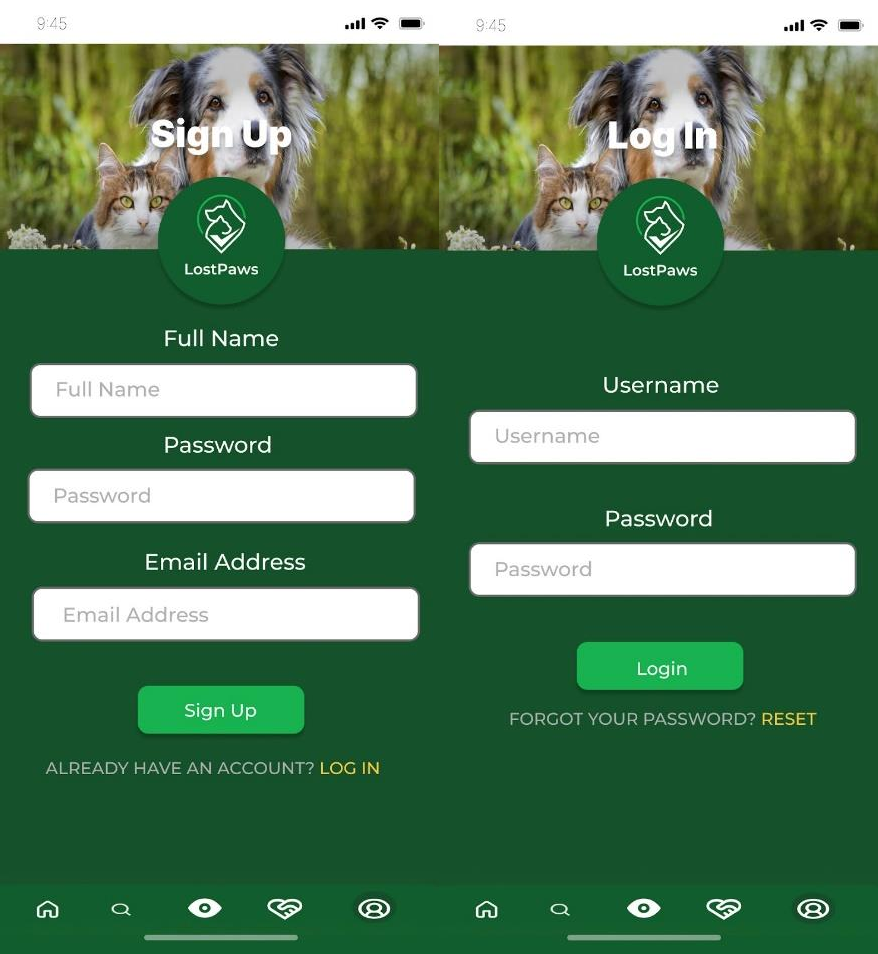 9:45
Sign Up
LostPaws
Full Name
Full Name
Password
Password
Email Address
Email Address
Sign Up
ALREADY HAVE AN ACCOUNT? LOG IN
9:45
Log In
LostPaws
Username
Username
Password
Password
Login
FORGOT YOUR PASSWORD? RESET